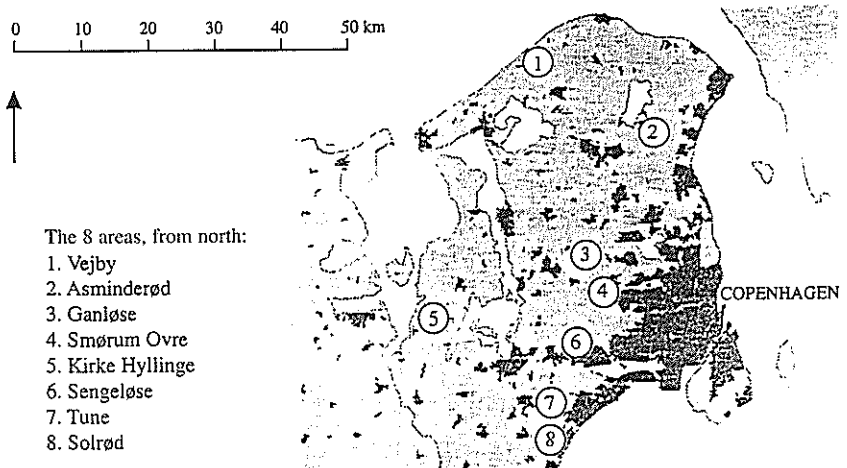 0 10 20 30 40 50 km
1
2
3
4
COPENHAGEN
5
6
7
8
The 8 areas, from north:
1. Vejby
2. Asminderød
3. Ganløse
4. Smørum Ovre
5. Kirke Hyllinge
6. Sengeløse
7. Tune
8. Solrød